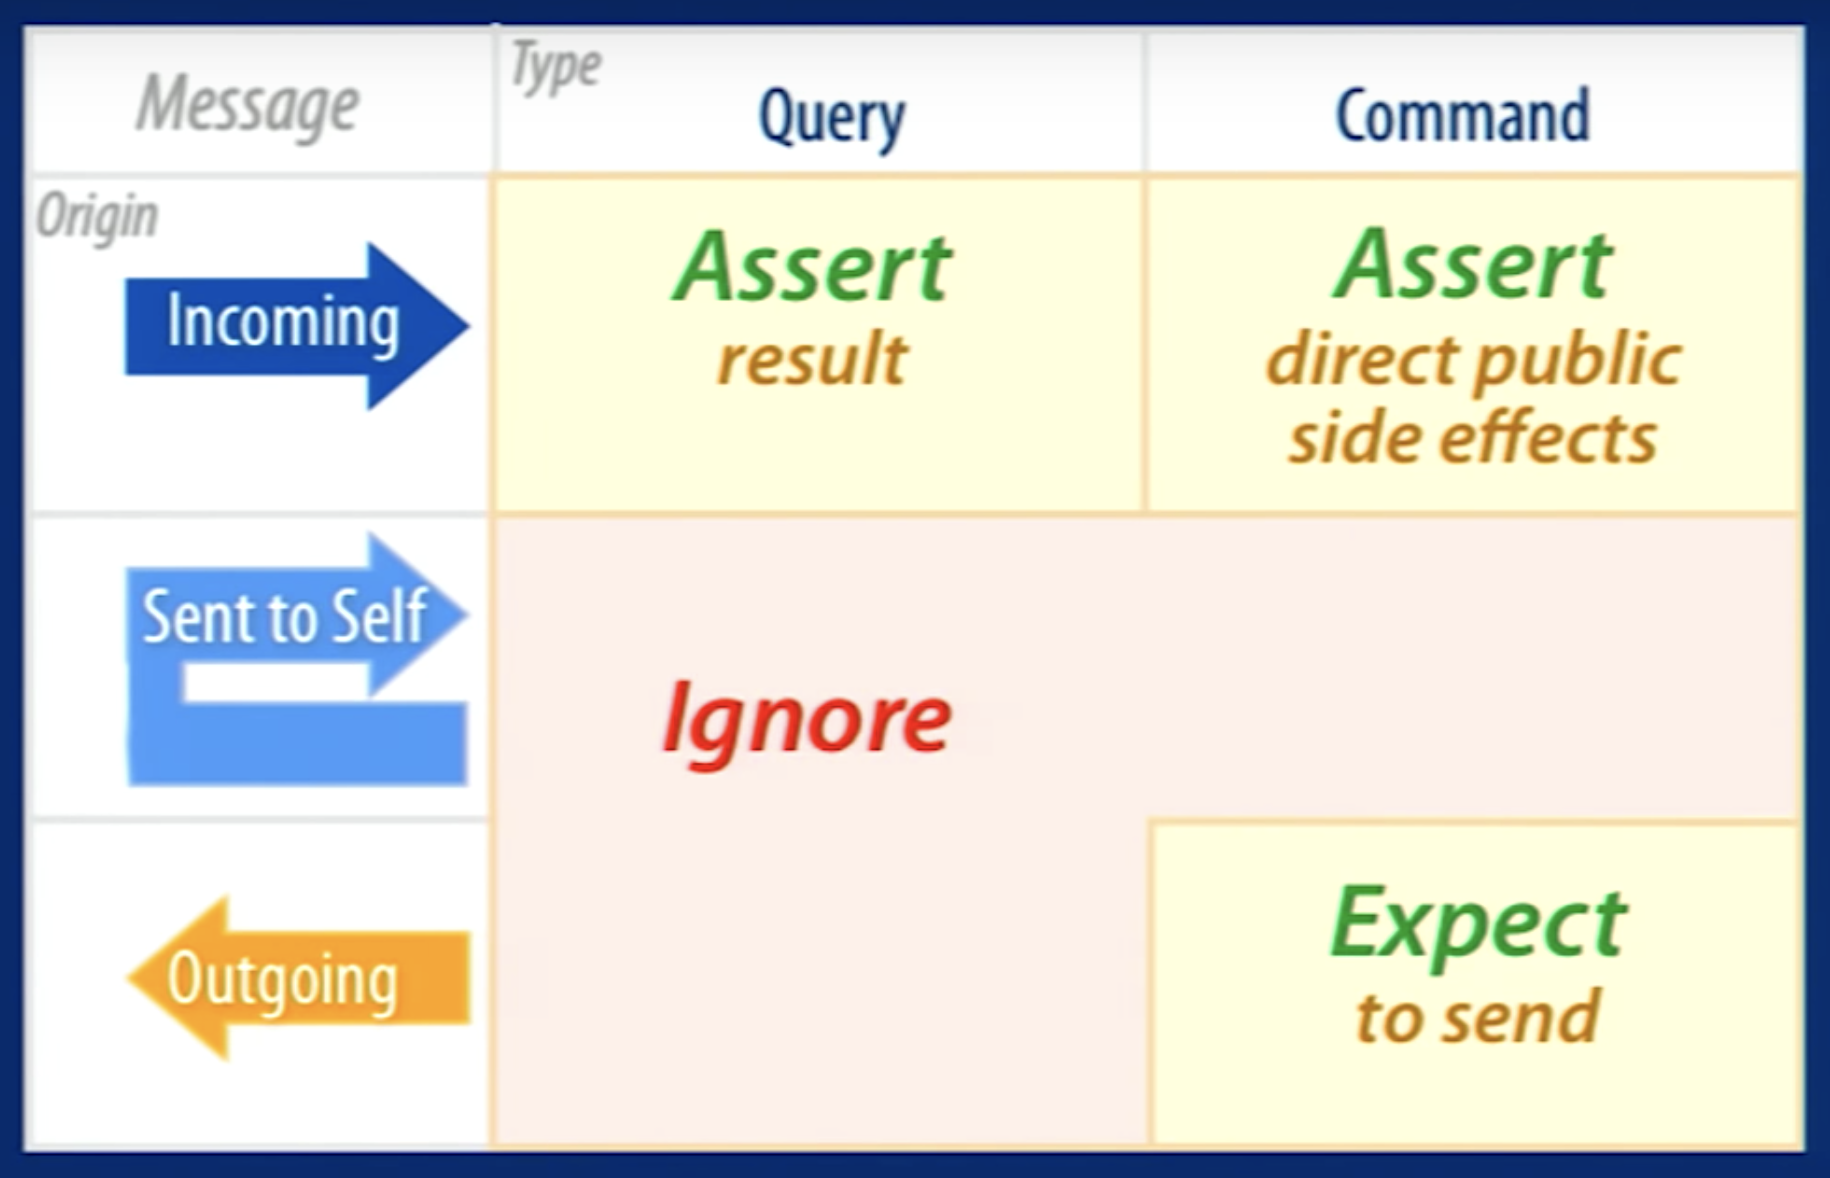 Message
Type
Query
Command
Origin
Incoming
Assert
result
Assert
direct public
side effects
Sent to Self
Ignore
Outgoing
Expect
to send